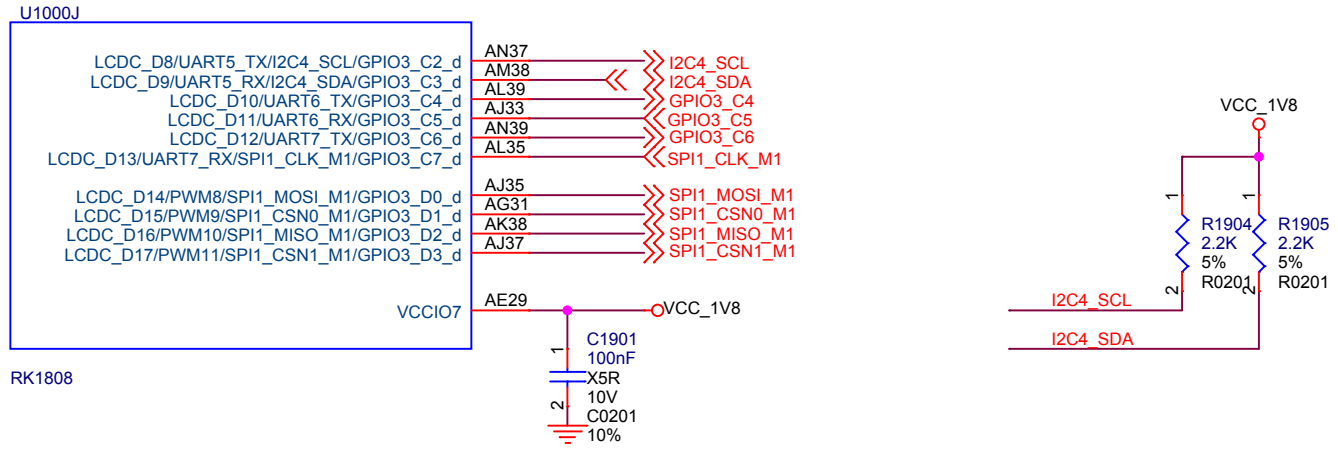 U1000J
LCDC_D8/UART5_TX/I2C4_SCL/GPIO3_C2_d AN37 I2C4_SCL
LCDC_D9/UART5_RX/I2C4_SDA/GPIO3_C3_d AM38 I2C4_SDA
LCDC_D10/UART6_TX/GPIO3_C4_d AL39 GPIO3_C4
LCDC_D11/UART6_RX/GPIO3_C5_d AJ33 GPIO3_C5
LCDC_D12/UART7_TX/GPIO3_C6_d AN39 GPIO3_C6
LCDC_D13/UART7_RX/SPI1_CLK_M1/GPIO3_C7_d AL35 SPI1_CLK_M1
LCDC_D14/PWM8/SPI1_MOSI_M1/GPIO3_D0_d AJ35 SPI1_MOSI_M1
LCDC_D15/PWM9/SPI1_CSN0_M1/GPIO3_D1_d AG31 SPI1_CSN0_M1
LCDC_D16/PWM10/SPI1_MISO_M1/GPIO3_D2_d AK38 SPI1_MISO_M1
LCDC_D17/PWM11/SPI1_CSN1_M1/GPIO3_D3_d AJ37 SPI1_CSN1_M1
VCCIO7 AE29 VCC_1V8
RK1808
1
C1901
100nF
X5R
10V
2
C0201
10%
VCC_1V8
1 1
R1904 R1905
2.2K 2.2K
5% 5%
R0201 R0201
2 2
I2C4_SCL
I2C4_SDA